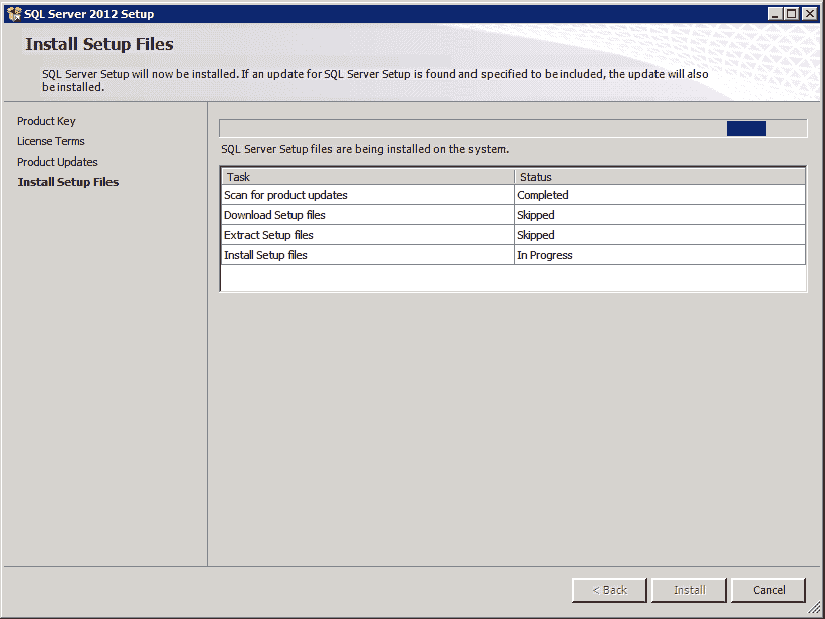 SQL Server 2012 Setup
Install Setup Files
SQL Server Setup will now be installed. If an update for SQL Server Setup is found and specified to be included, the update will also
be installed.
Product Key
License Terms
Product Updates
Install Setup Files
SQL Server Setup files are being installed on the system.
Task Status
Scan for product updates Completed
Download Setup files Skipped
Extract Setup files Skipped
Install Setup files In Progress
< Back Install Cancel